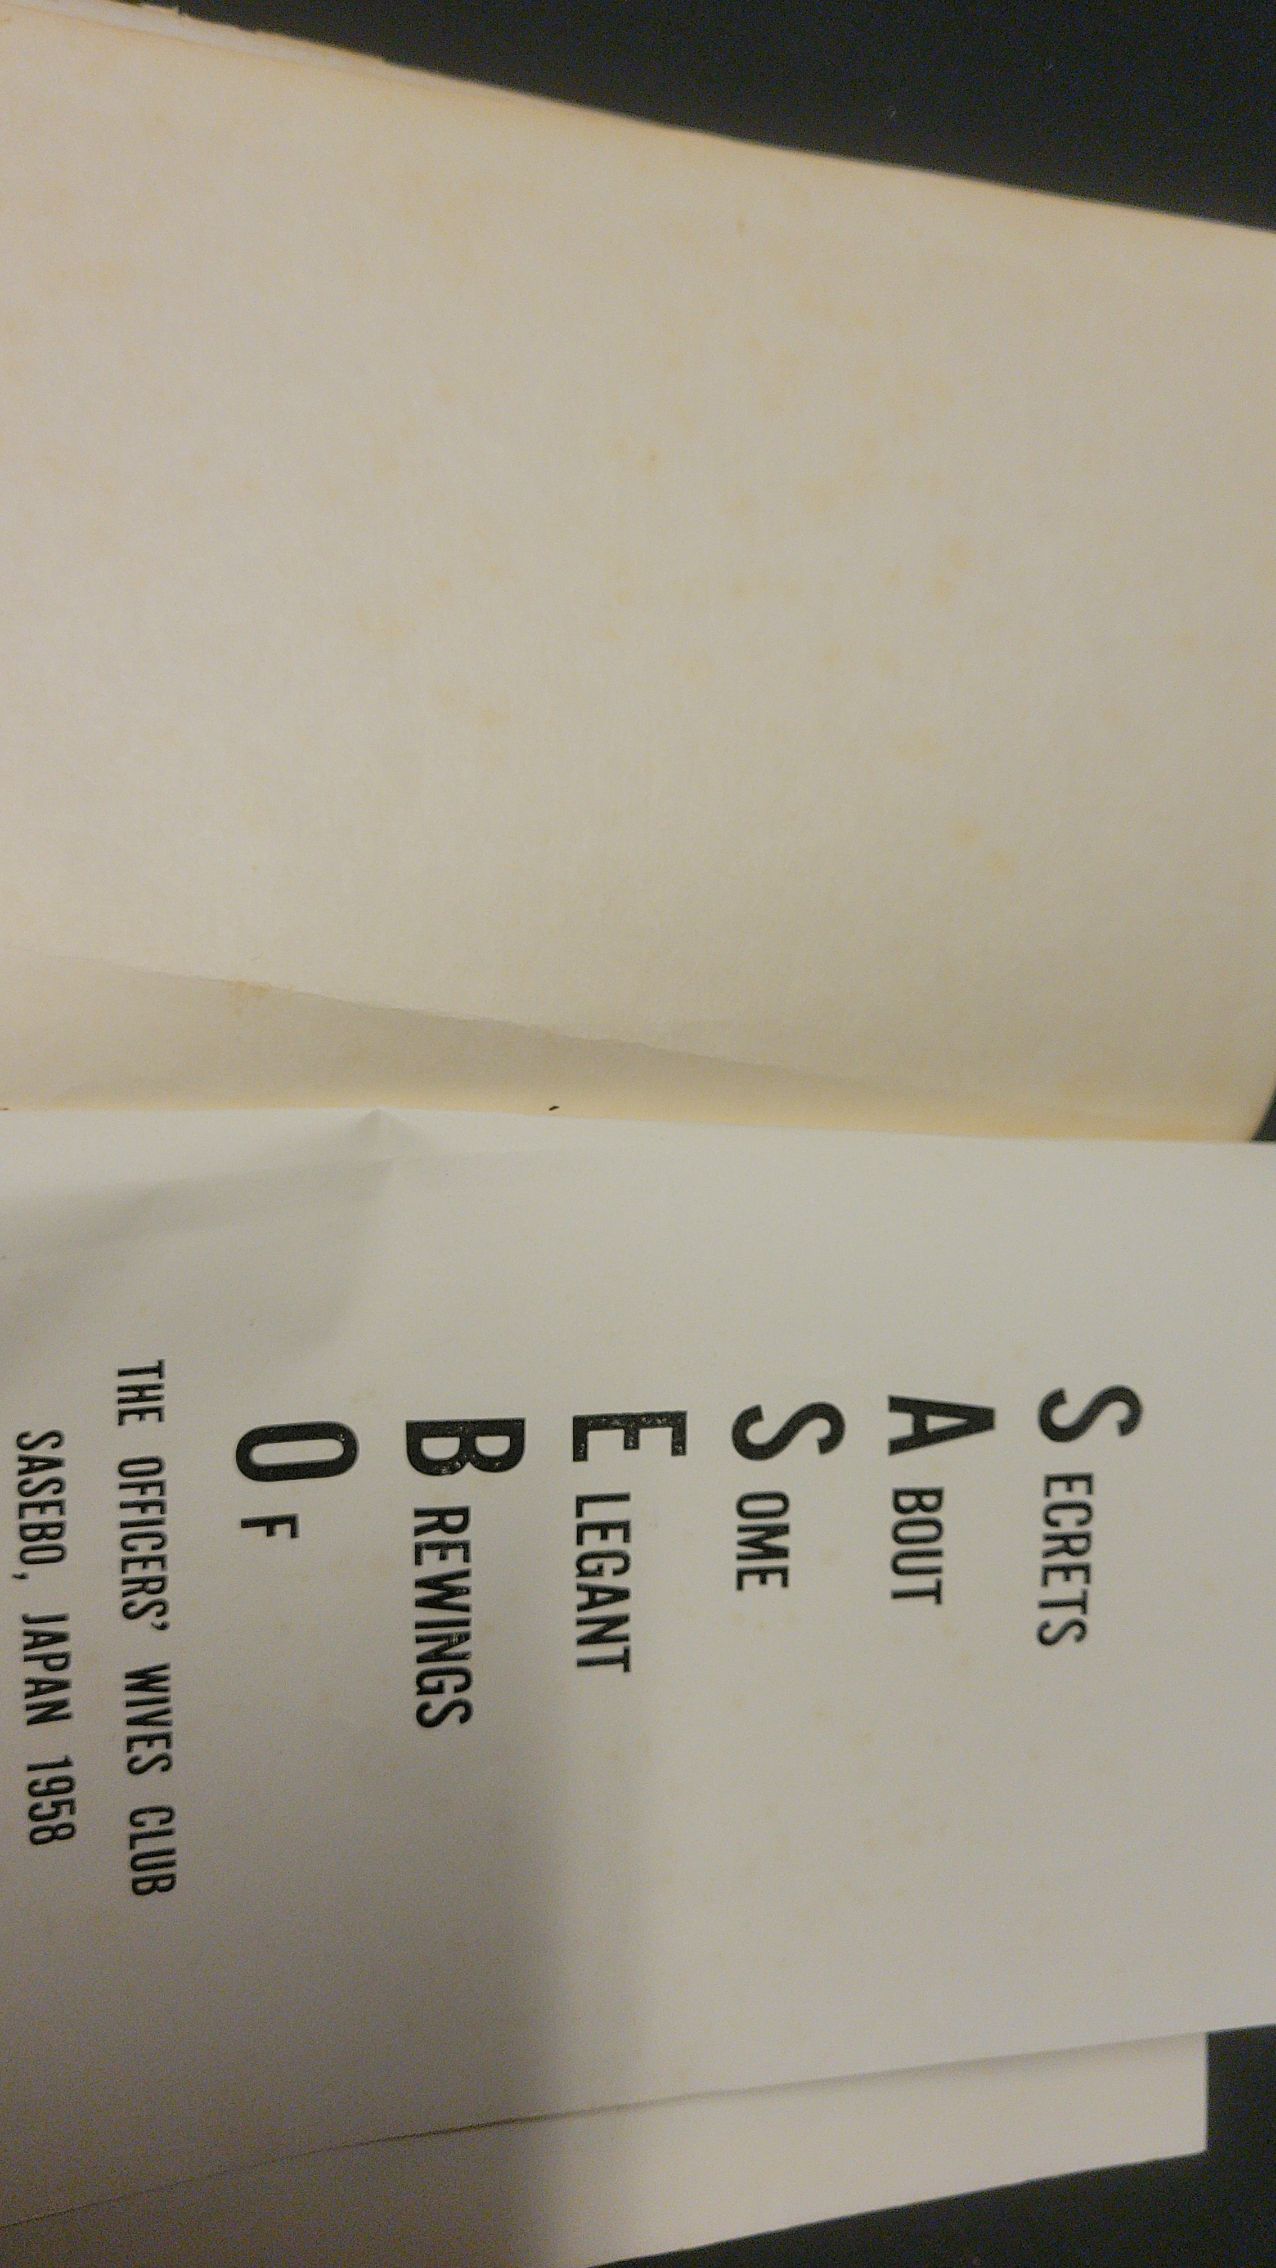 SECRETS
ABOUT
SOME
ELEGANT
BREWINGS
OF
THE OFFICERS' WIVES CLUB
SASEBO, JAPAN 1958